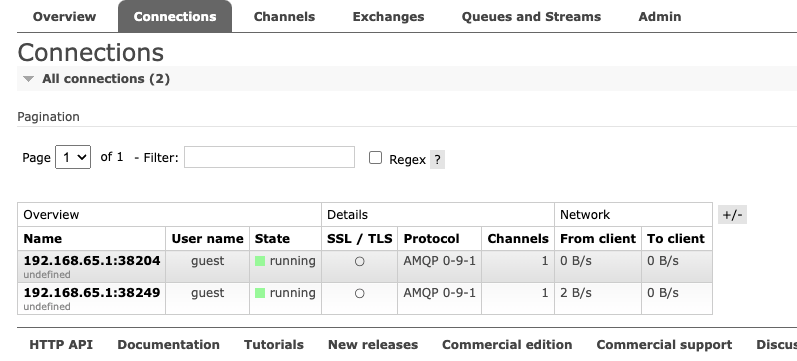 Overview Connections Channels Exchanges Queues and Streams Admin
Connections
All connections (2)
Pagination
Page 1 of 1 - Filter: Regex ?
Overview Details Network +/-
Name User name State SSL / TLS Protocol Channels From client To client
192.168.65.1:38204 guest running ○ AMQP 0-9-1 1 0 B/s 0 B/s
undefined
192.168.65.1:38249 guest running ○ AMQP 0-9-1 1 2 B/s 0 B/s
undefined
HTTP API Documentation Tutorials New releases Commercial edition Commercial support Discus